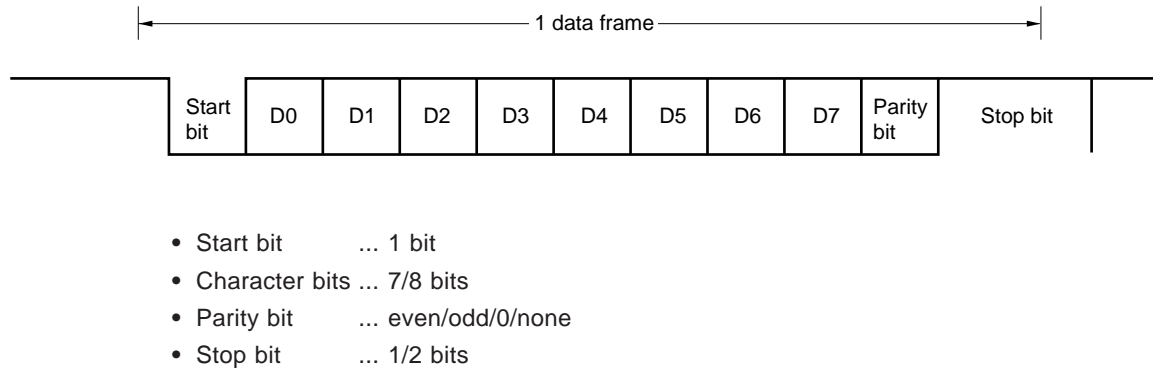 1 data frame
Start bit D0 D1 D2 D3 D4 D5 D6 D7 Parity bit Stop bit
• Start bit ... 1 bit
• Character bits ... 7/8 bits
• Parity bit ... even/odd/0/none
• Stop bit ... 1/2 bits